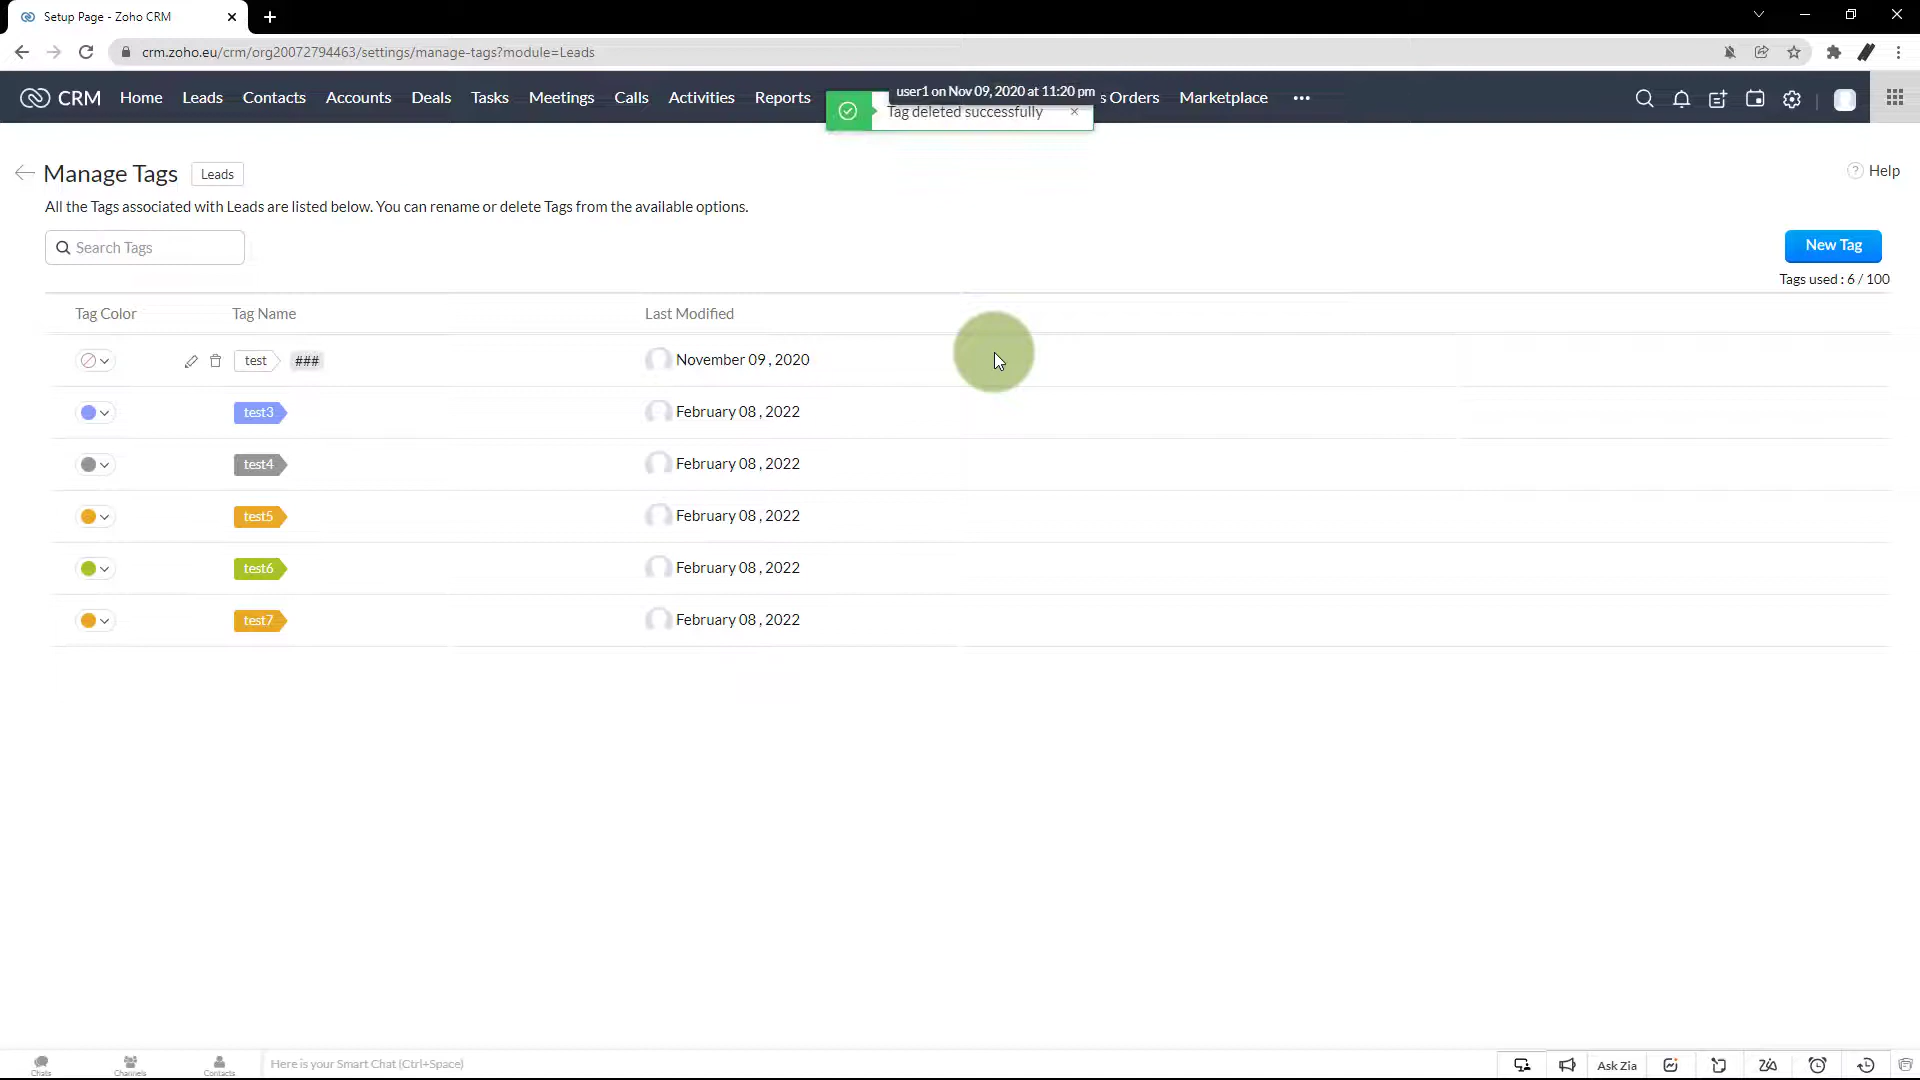 Setup Page - Zoho CRM
crm.zoho.eu/crm/org20072794463/settings/manage-tags?module=Leads
CRM Home Leads Contacts Accounts Deals Tasks Meetings Calls Activities Reports s Orders Marketplace
user1 on Nov 09, 2020 at 11:20 pm
Tag deleted successfully
Manage Tags Leads
Help
All the Tags associated with Leads are listed below. You can rename or delete Tags from the available options.
Search Tags
New Tag
Tags used : 6 / 100
Tag Color Tag Name Last Modified
test ### November 09 , 2020
test3 February 08 , 2022
test4 February 08 , 2022
test5 February 08 , 2022
test6 February 08 , 2022
test7 February 08 , 2022
Chats Channels Contacts Here is your Smart Chat (Ctrl+Space) Ask Zia